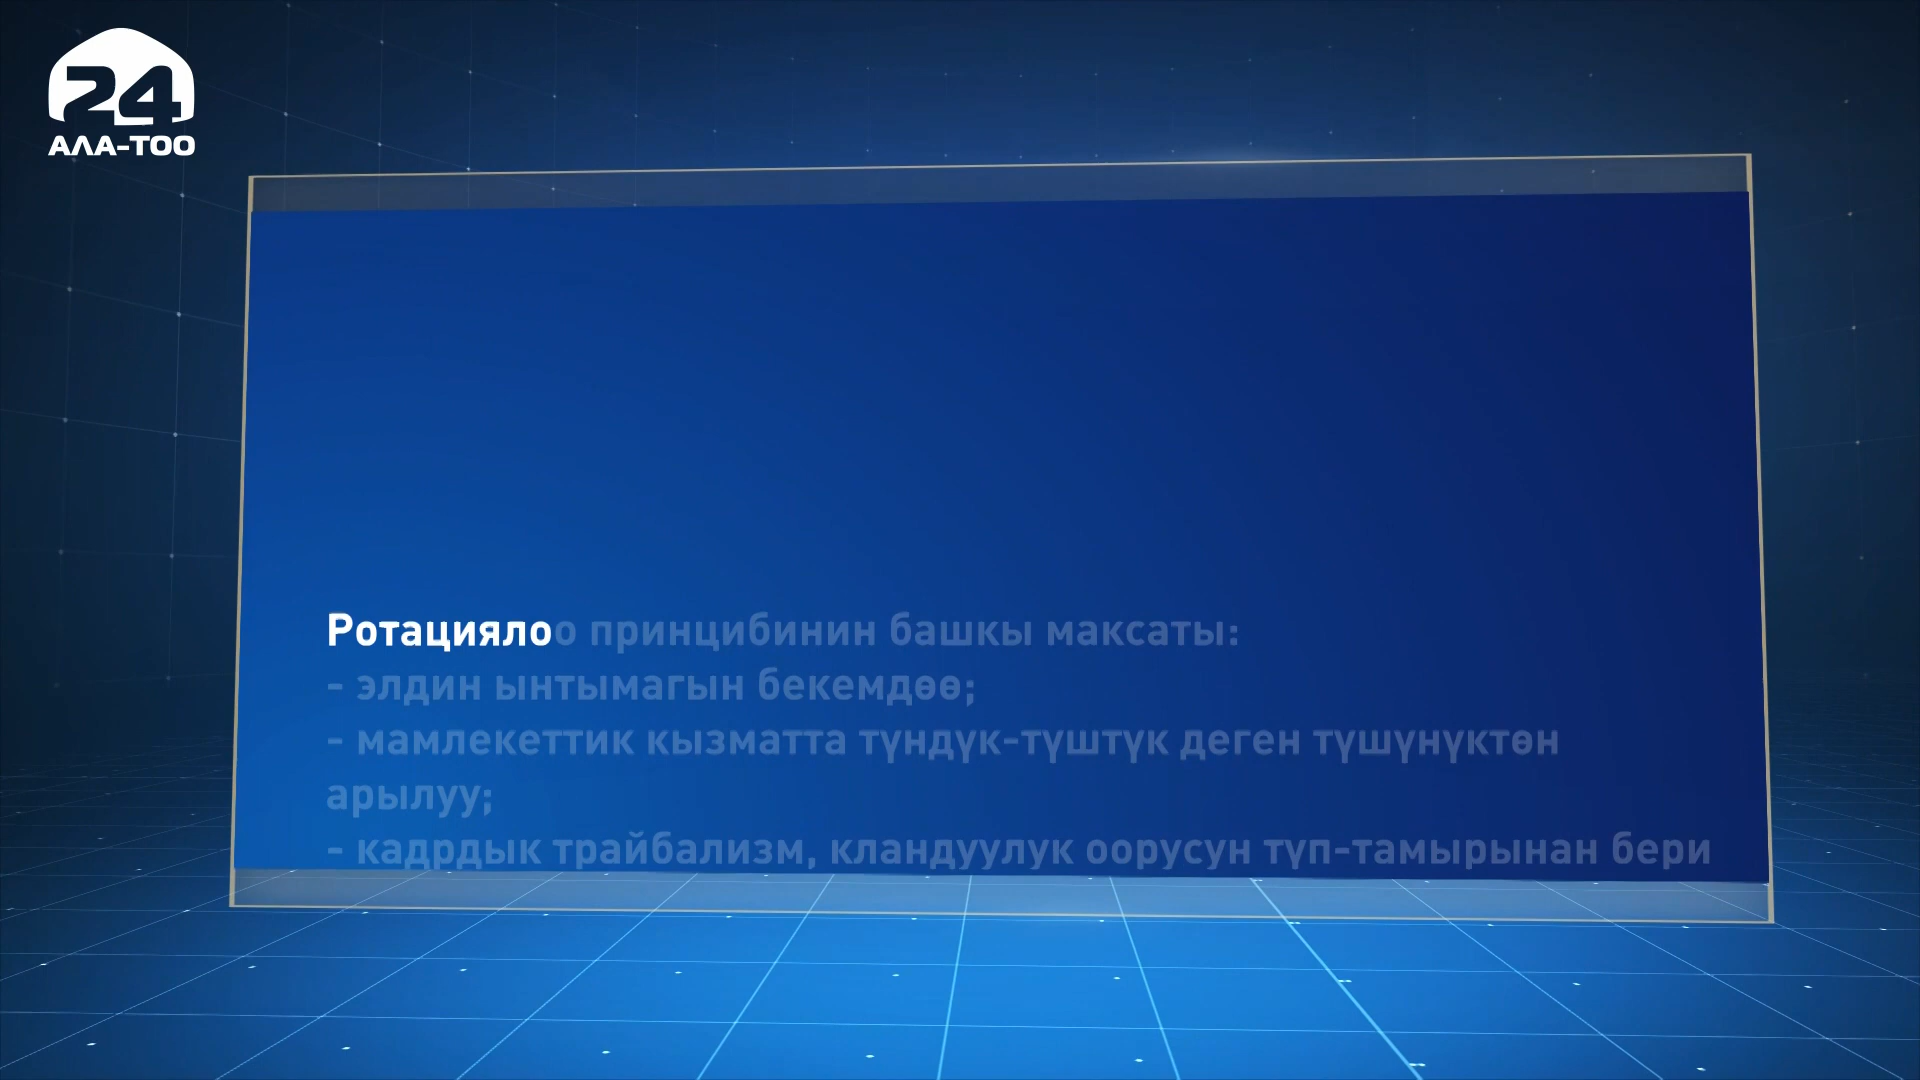 24
АЛА-ТОО
Ротациялоо принцибинин башкы максаты:
- элдин ынтымагын бекемдөө;
- мамлекеттик кызматта түндүк-түштүк деген түшүнүктөн
арылуу;
- кадрдык трайбализм, кландуулук оорусун түп-тамырынан бери